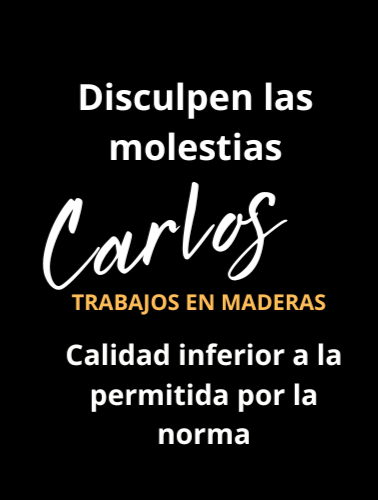 Disculpen las
molestias
Carlos
TRABAJOS EN MADERAS
Calidad inferior a la
permitida por la
norma